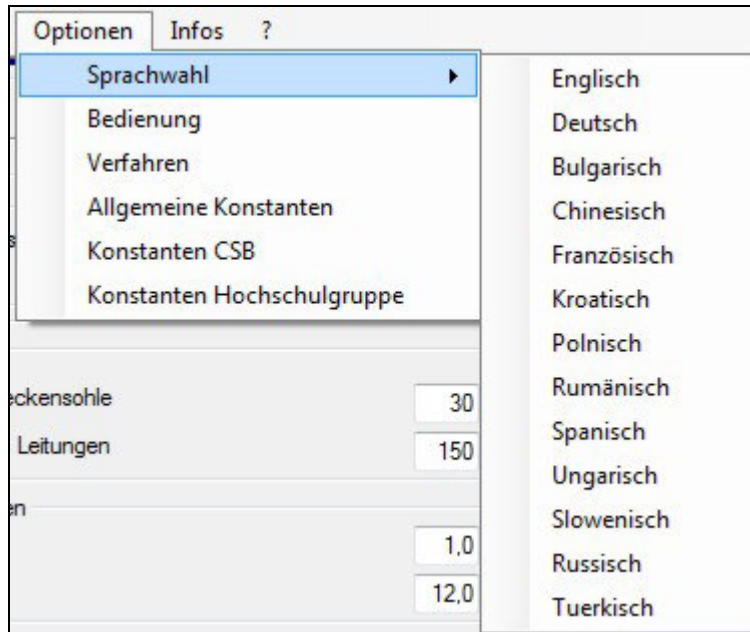 Optionen Infos ?
Sprachwahl
Bedienung
Verfahren
Allgemeine Konstanten
Konstanten CSB
Konstanten Hochschulgruppe
Englisch
Deutsch
Bulgarisch
Chinesisch
Französisch
Kroatisch
Polnisch
Rumänisch
Spanisch
Ungarisch
Slowenisch
Russisch
Tuerkisch
eckensohle 30
Leitungen 150
en
1,0
12,0